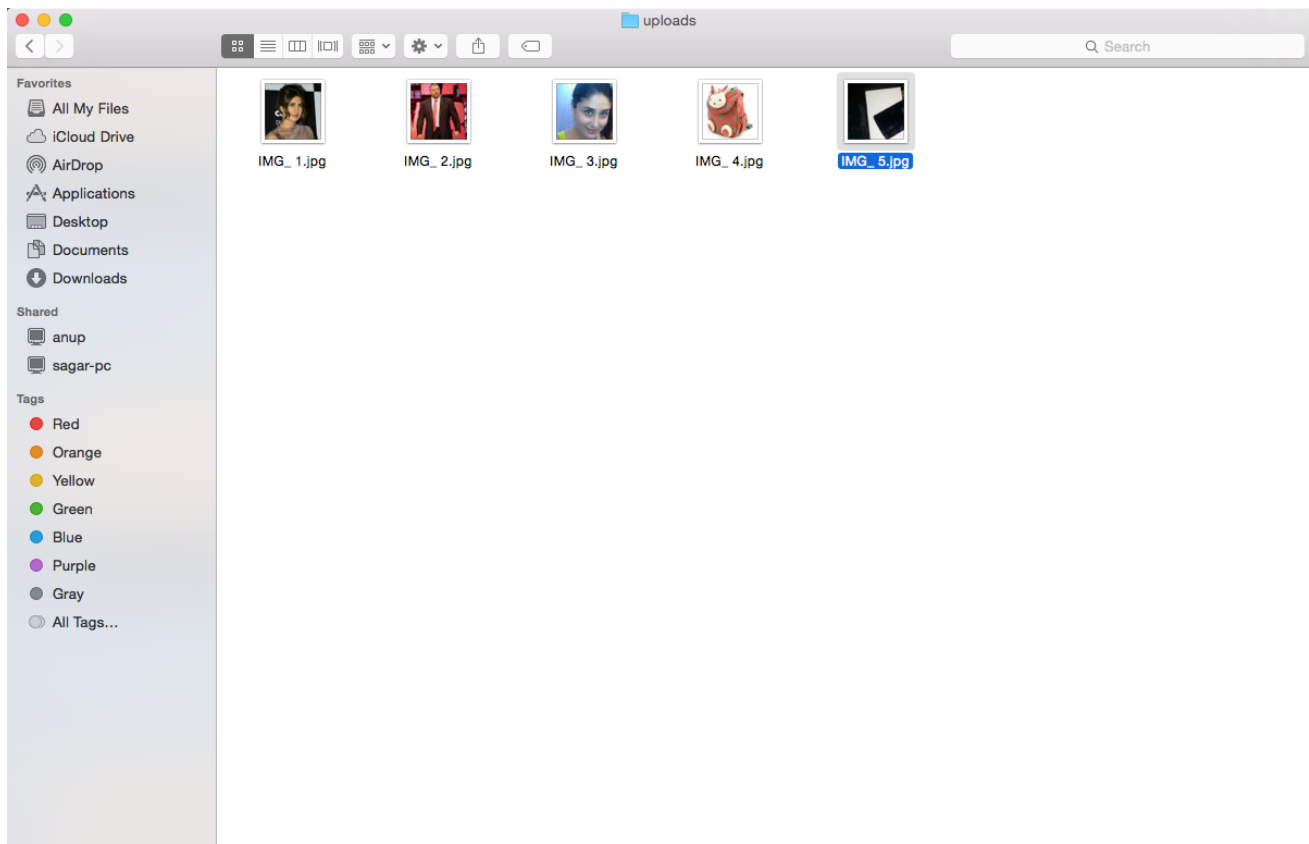 uploads
Search
Favorites
All My Files
iCloud Drive
AirDrop
Applications
Desktop
Documents
Downloads
Shared
anup
sagar-pc
Tags
Red
Orange
Yellow
Green
Blue
Purple
Gray
All Tags...
IMG_ 1.jpg
IMG_ 2.jpg
IMG_ 3.jpg
IMG_ 4.jpg
IMG_ 5.jpg